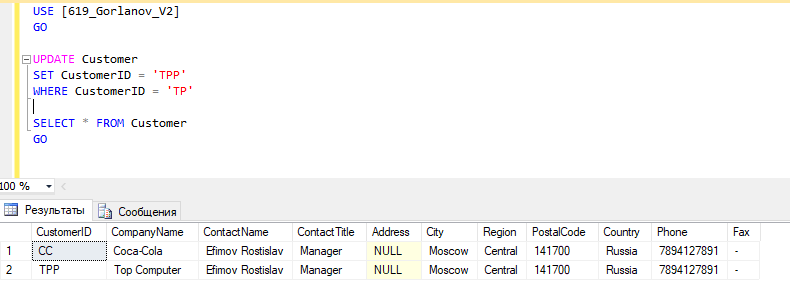 USE [619_Gorlanov_V2]
GO
UPDATE Customer
SET CustomerID = 'TPP'
WHERE CustomerID = 'TP'
SELECT * FROM Customer
GO
100 %
Результаты Сообщения
CustomerID CompanyName ContactName ContactTitle Address City Region PostalCode Country Phone Fax
1 CC Coca-Cola Efimov Rostislav Manager NULL Moscow Central 141700 Russia 7894127891 -
2 TPP Top Computer Efimov Rostislav Manager NULL Moscow Central 141700 Russia 7894127891 -